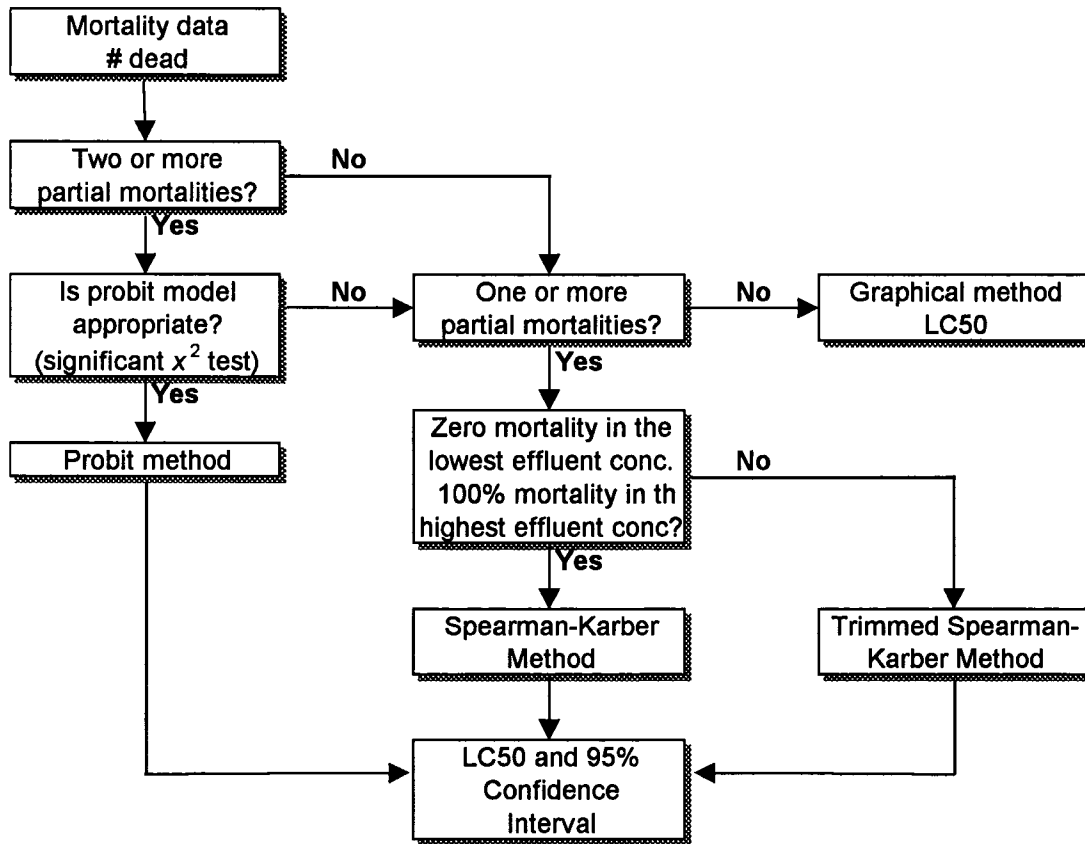 Mortality data
# dead
Two or more
partial mortalities?
No
Yes
Is probit model
appropriate?
(significant x² test)
No
One or more
partial mortalities?
No
Graphical method
LC50
Yes
Yes
Probit method
Zero mortality in the
lowest effluent conc.
100% mortality in th
highest effluent conc?
No
Yes
Spearman-Karber
Method
Trimmed Spearman-
Karber Method
LC50 and 95%
Confidence
Interval